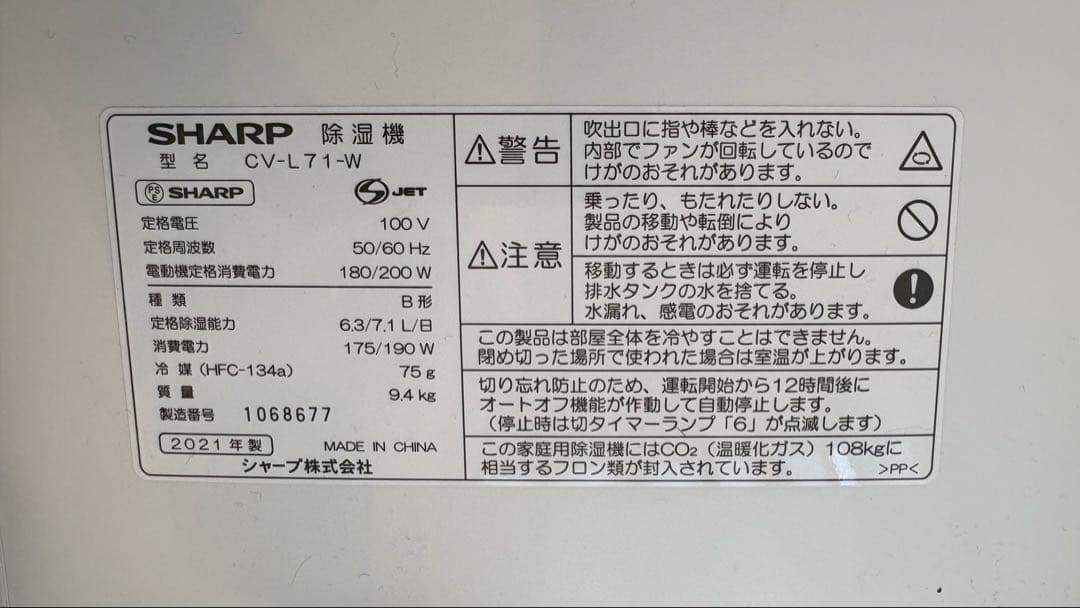 SHARP 除湿機
型名 CV-L71-W
PS E SHARP
S JET
定格電圧 100 V
定格周波数 50/60 Hz
電動機定格消費電力 180/200 W
種類 B 形
定格除湿能力 6.3/7.1 L/日
消費電力 175/190 W
冷媒(HFC-134a) 75 g
質量 9.4 kg
製造番号 1068677
2021年製 MADE IN CHINA
シャープ株式会社
警告
吹出口に指や棒などを入れない。
内部でファンが回転しているので
けがのおそれがあります。
注意
乗ったり、もたれたりしない。
製品の移動や転倒により
けがのおそれがあります。
移動するときは必ず運転を停止し
排水タンクの水を捨てる。
水漏れ、感電のおそれがあります。
この製品は部屋全体を冷やすことはできません。
閉め切った場所で使われた場合は室温が上がります。
切り忘れ防止のため、運転開始から12時間後に
オートオフ機能が作動して自動停止します。
(停止時は切タイマーランプ「6」が点滅します)
この家庭用除湿機にはCO₂(温暖化ガス)108kgに
相当するフロン類が封入されています。 >PP<